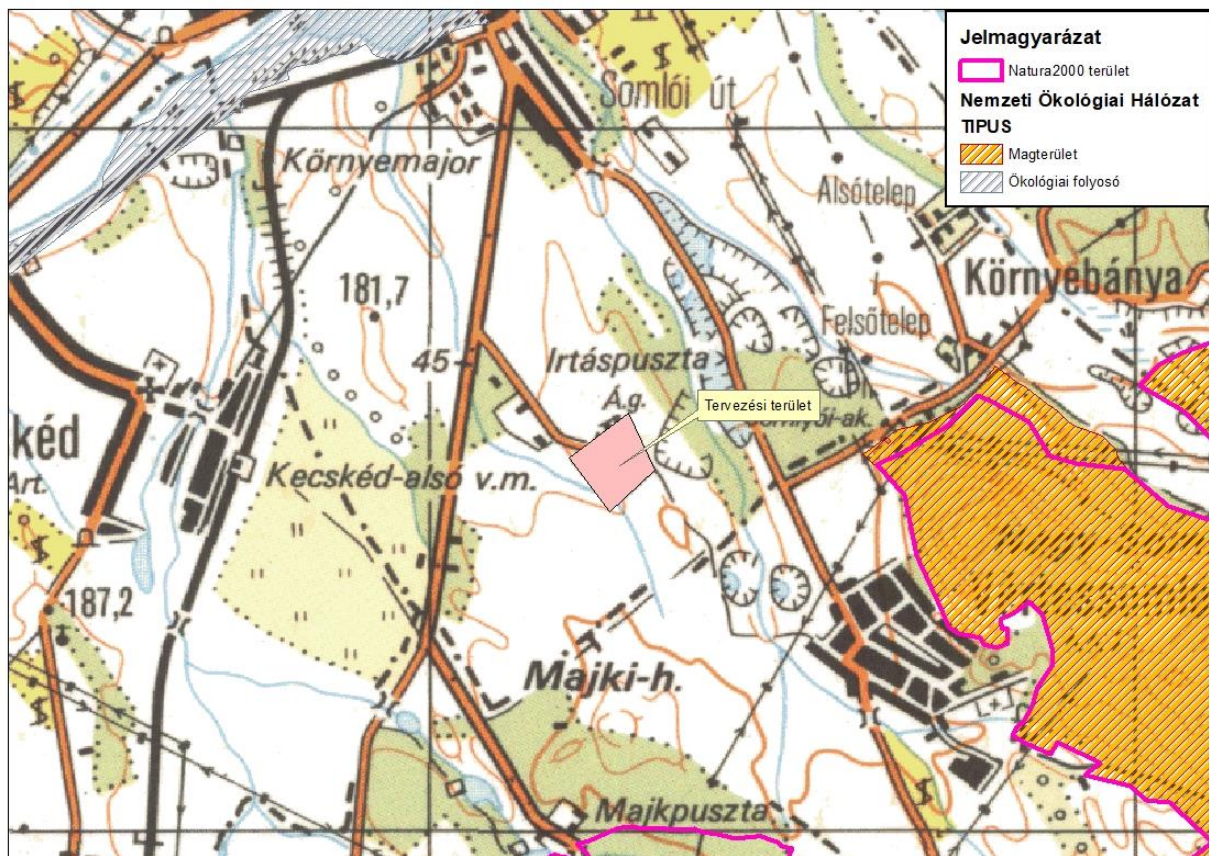 Jelmagyarázat
Natura2000 terület
Nemzeti Ökológiai Hálózat
TIPUS
Magterület
Ökológiai folyosó
Somlói út
Környemajor
Alsótelep
Környebánya
181,7
Felsőtelep
45
Irtáspuszta
Á.g.
Tervezési terület
kéd
Art.
Kecskéd-alsó v.m.
187,2
Majki-h.
L+
Majkpuszta